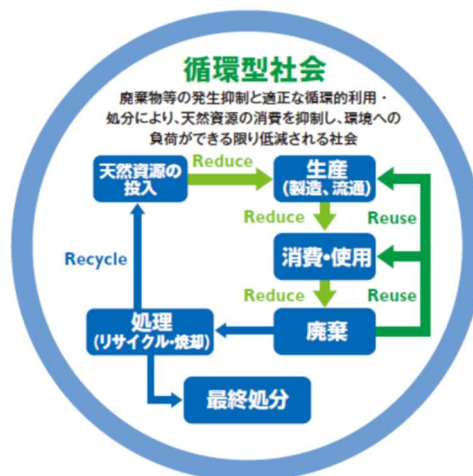 循環型社会
廃棄物等の発生抑制と適正な循環的利用・
処分により、天然資源の消費を抑制し、環境への
負荷ができる限り低減される社会
天然資源の
投入
Reduce
生産
(製造、流通)
Reduce
Reuse
Recycle
消費・使用
Reduce
Reuse
処理
(リサイクル・焼却)
廃棄
最終処分